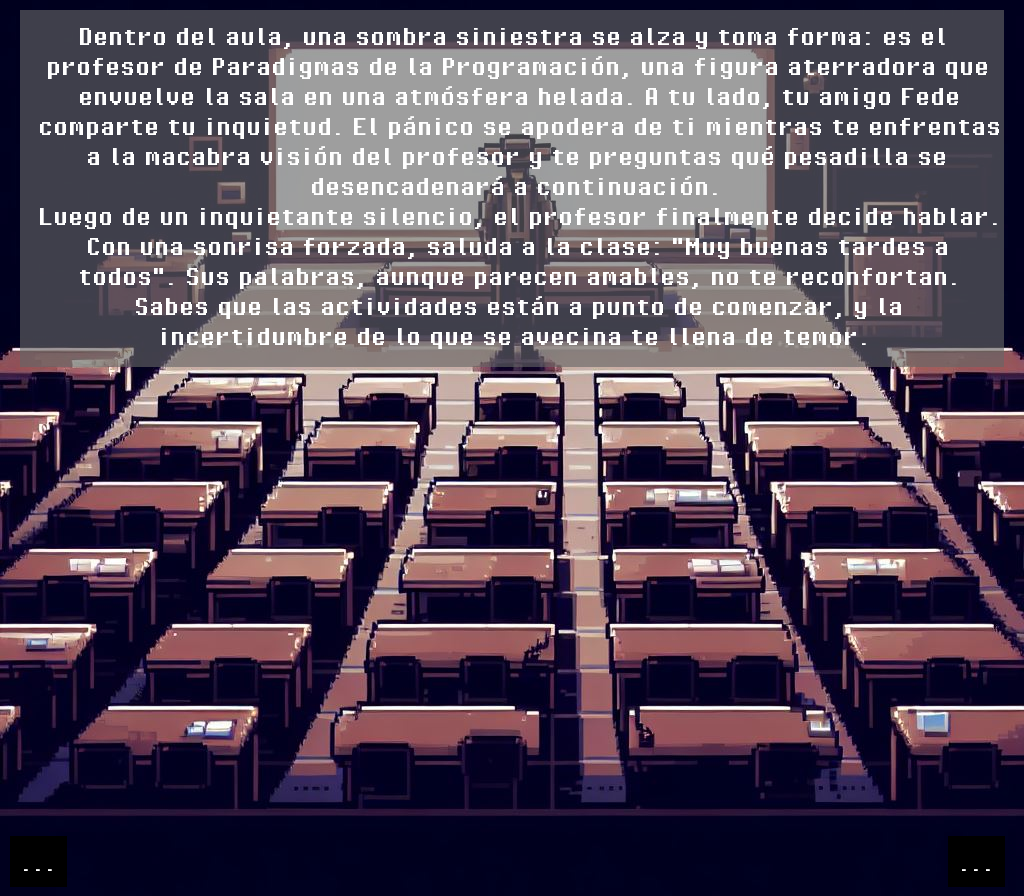 Dentro del aula, una sombra siniestra se alza y toma forma: es el
profesor de Paradigmas de la Programación, una figura aterradora que
envuelve la sala en una atmósfera helada. A tu lado, tu amigo Fede
comparte tu inquietud. El pánico se apodera de ti mientras te enfrentas
a la macabra visión del profesor y te preguntas qué pesadilla se
desencadenará a continuación.
Luego de un inquietante silencio, el profesor finalmente decide hablar.
Con una sonrisa forzada, saluda a la clase: "Muy buenas tardes a
todos". Sus palabras, aunque parecen amables, no te reconfortan.
Sabes que las actividades están a punto de comenzar, y la
incertidumbre de lo que se avecina te llena de temor.
...
...